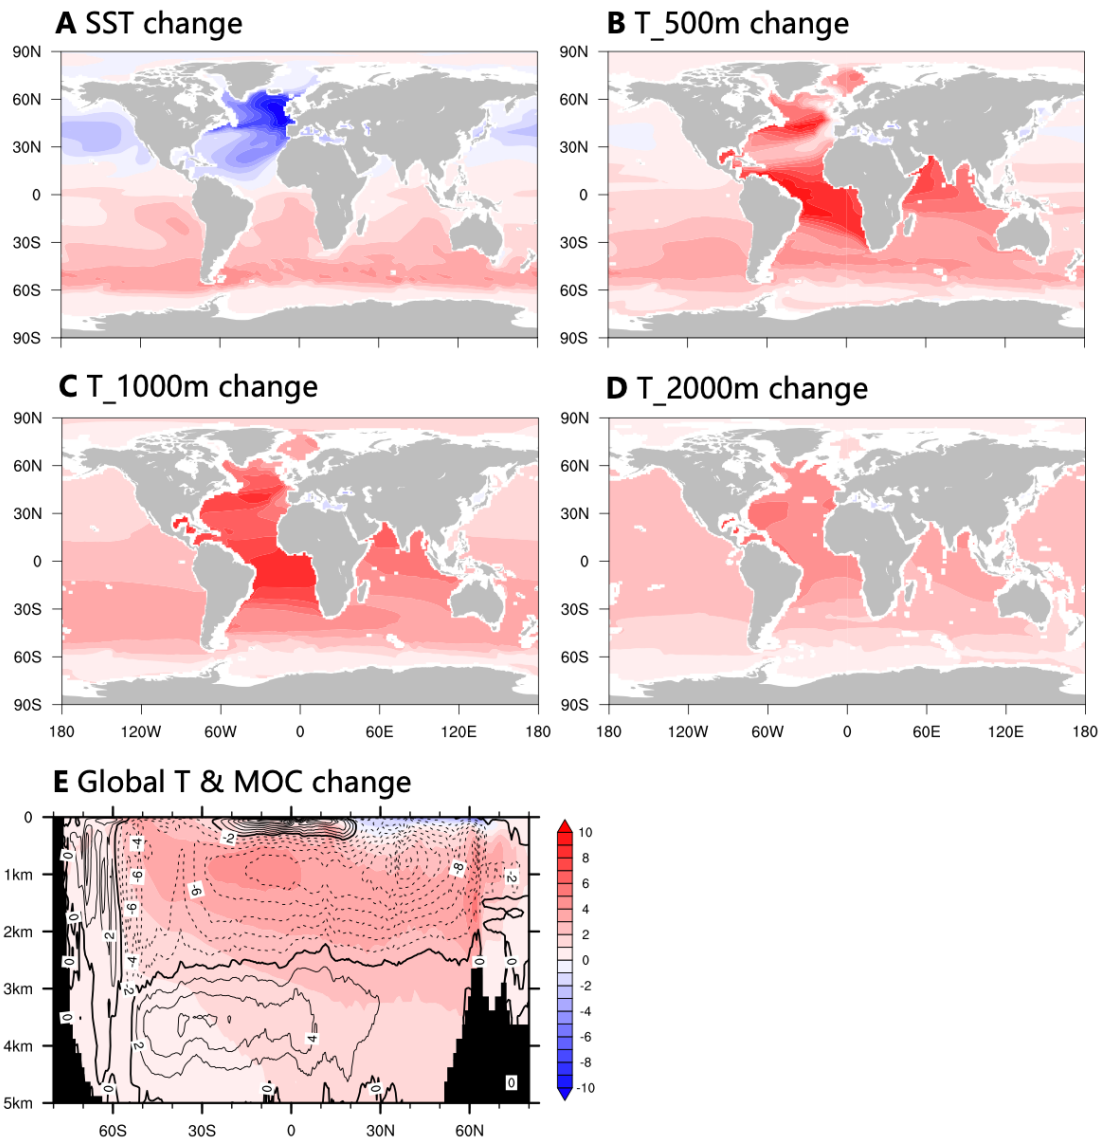 A SST change
B T_500m change
90N
60N
30N
0
30S
60S
90S
90N
60N
30N
0
30S
60S
90S
C T_1000m change
D T_2000m change
90N
60N
30N
0
30S
60S
90S
180 120W 60W 0 60E 120E 180
90N
60N
30N
0
30S
60S
90S
180 120W 60W 0 60E 120E 180
E Global T & MOC change
0
1km
2km
3km
4km
5km
60S 30S 0 30N 60N
0
0
0
0
2
-4
-6
-6
-4
-2
-6
-2
-8
-2
0
0
2
4
0
0
0
0
10
8
6
4
2
0
-2
-4
-6
-8
-10